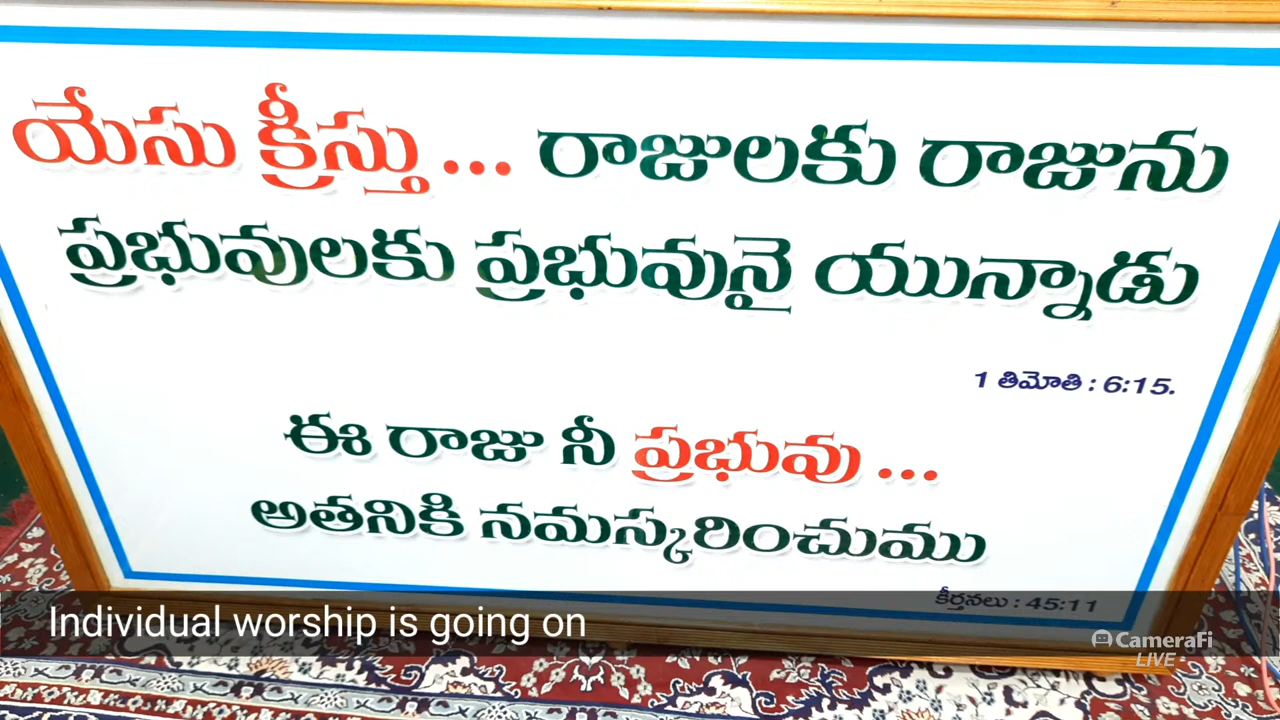 యేసు క్రీస్తు ... రాజులకు రాజును
ప్రభువులకు ప్రభువునై యున్నాడు
1 తిమోతి : 6:15.
ఈ రాజు నీ ప్రభువు ...
అతనికి నమస్కరించుము
కీర్తనలు : 45:11
Individual worship is going on
CameraFi
LIVE